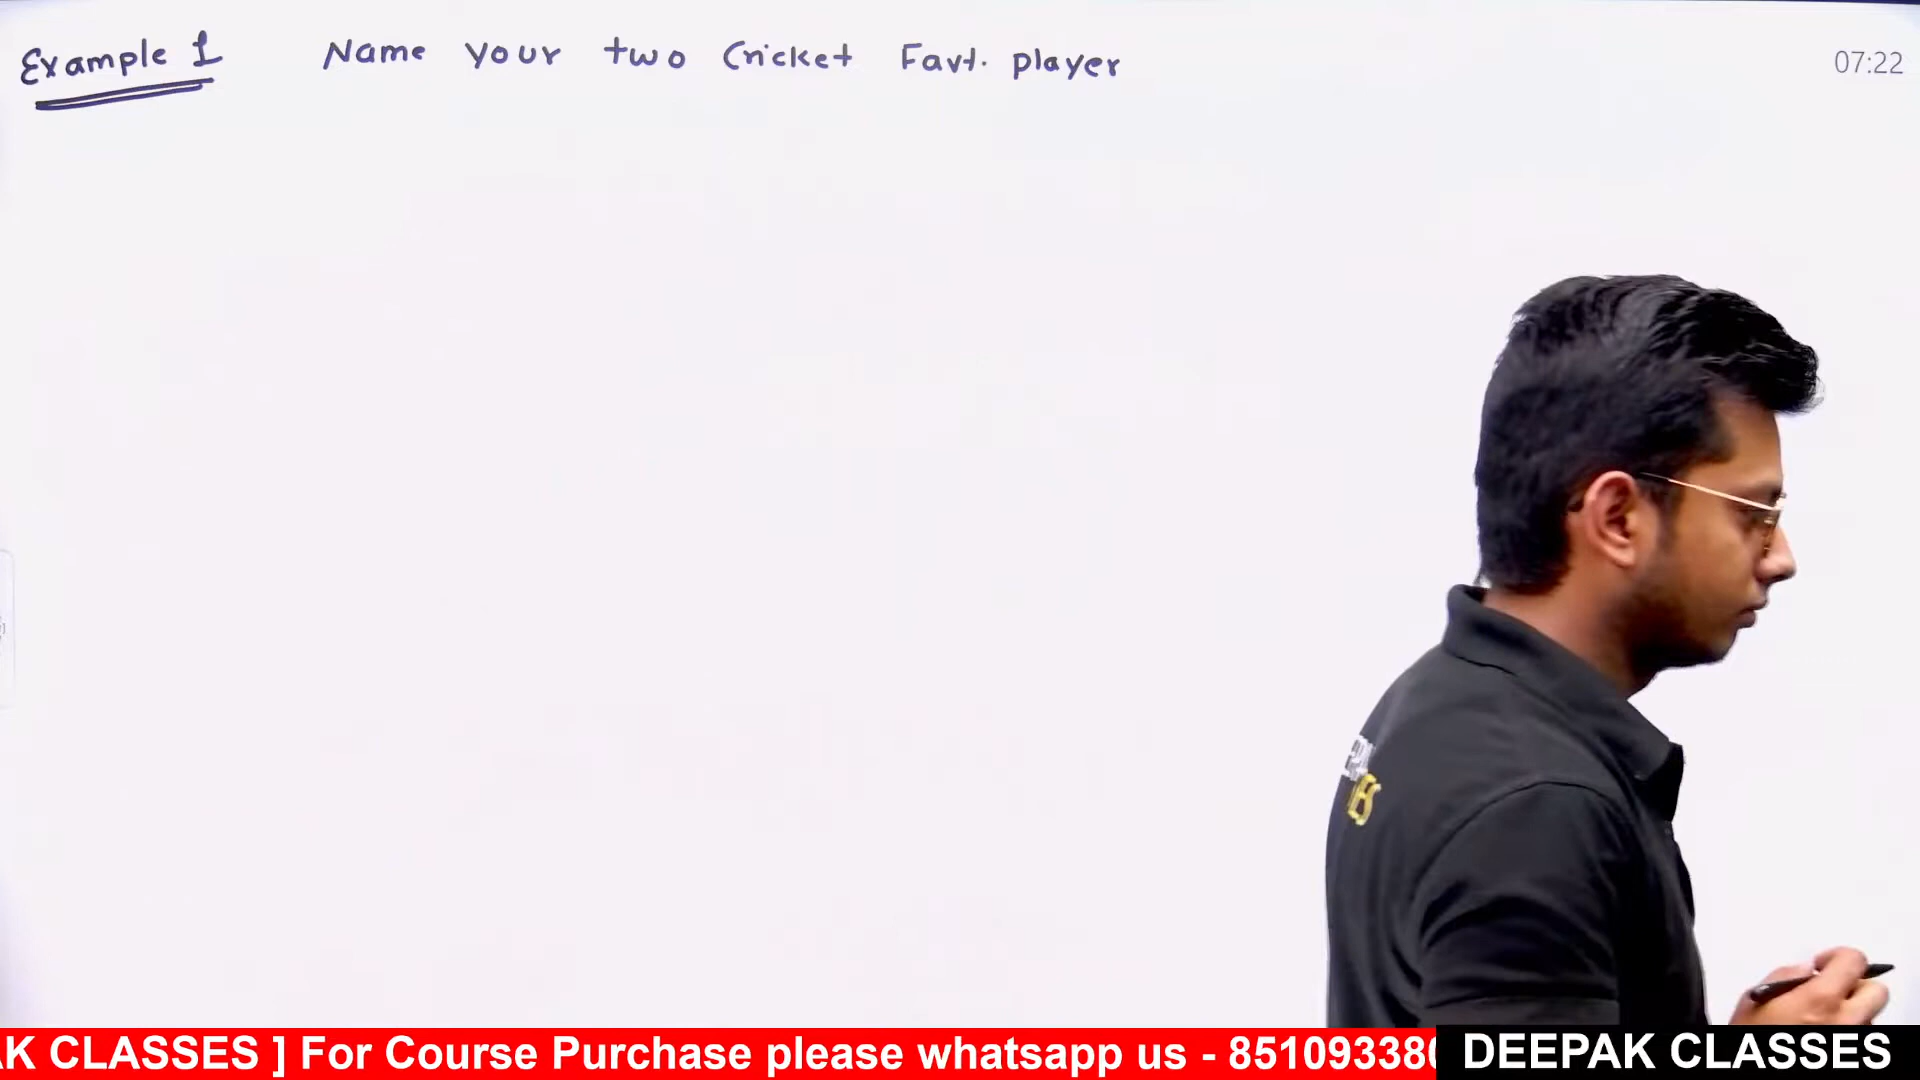 Example 1 Name your two Cricket Favt. player
07:22
AK CLASSES ] For Course Purchase please whatsapp us - 85109338
DEEPAK CLASSES